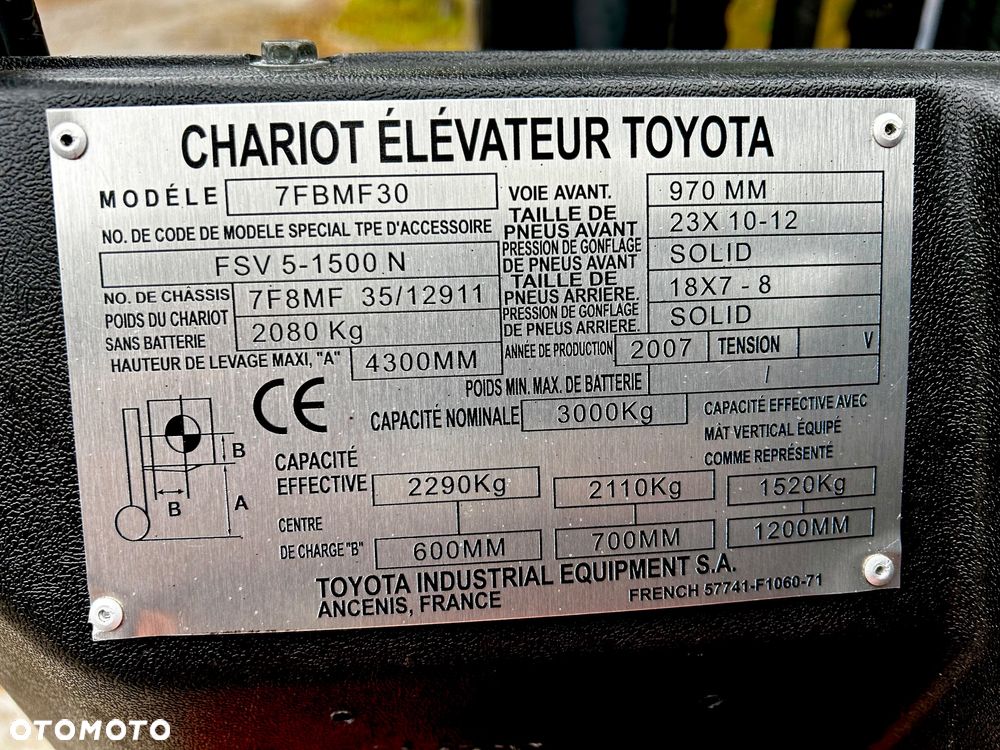 CHARIOT ÉLÉVATEUR TOYOTA
MODÉLE 7FBMF30
NO. DE CODE DE MODELE SPECIAL TPE D'ACCESSOIRE
FSV 5-1500 N
NO. DE CHÂSSIS 7F8MF 35/12911
POIDS DU CHARIOT
SANS BATTERIE 2080 Kg
HAUTEUR DE LEVAGE MAXI, "A" 4300MM
VOIE AVANT. 970 MM
TAILLE DE
PNEUS AVANT 23X 10-12
PRESSION DE GONFLAGE
DE PNEUS AVANT SOLID
TAILLE DE
PNEUS ARRIERE. 18X7 - 8
PRESSION DE GONFLAGE
DE PNEUS ARRIERE. SOLID
ANNÉE DE PRODUCTION 2007 TENSION V
POIDS MIN. MAX. DE BATTERIE /
CE
CAPACITÉ NOMINALE 3000Kg
CAPACITÉ EFFECTIVE AVEC
MÂT VERTICAL ÉQUIPÉ
COMME REPRÉSENTÉ
B
B
A
CAPACITÉ
EFFECTIVE 2290Kg 2110Kg 1520Kg
CENTRE
DE CHARGE "B" 600MM 700MM 1200MM
TOYOTA INDUSTRIAL EQUIPMENT S.A.
ANCENIS, FRANCE
FRENCH 57741-F1060-71
OTOMOTO